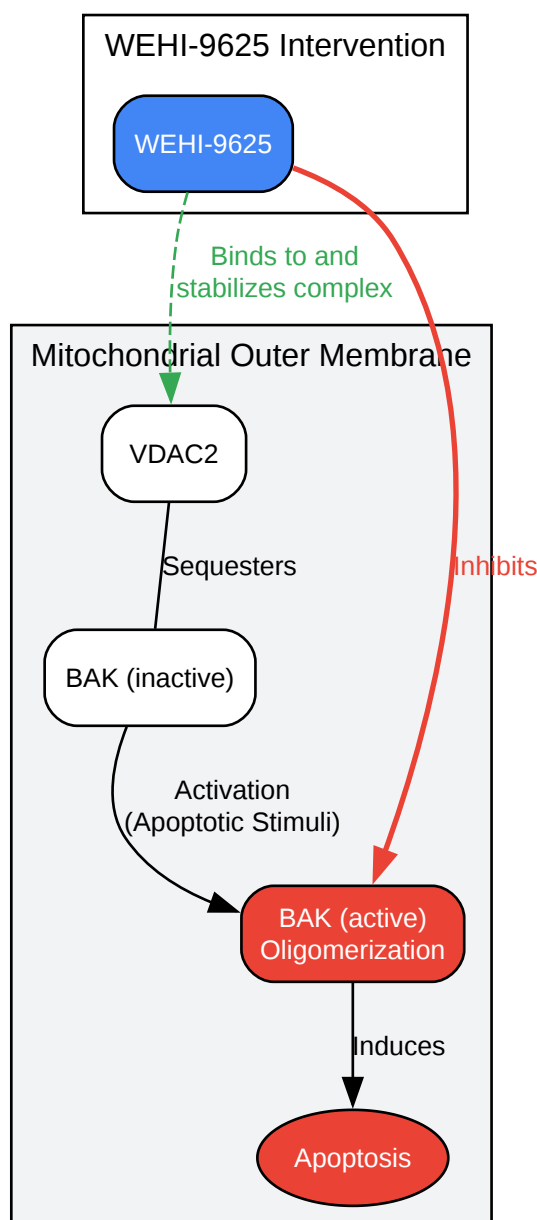 WEHI-9625 Intervention
WEHI-9625
Binds to and
stabilizes complex
Mitochondrial Outer Membrane
VDAC2
Sequesters
Inhibits
BAK (inactive)
Activation
(Apoptotic Stimuli)
BAK (active)
Oligomerization
Induces
Apoptosis